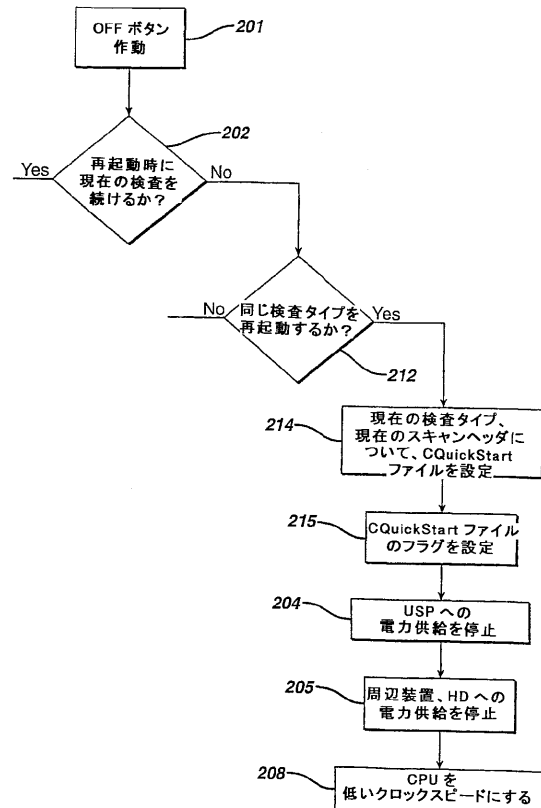 OFF ボタン
作動
201
202
Yes
再起動時に
現在の検査を
続けるか？
No
No
同じ検査タイプを
再起動するか？
Yes
212
214
現在の検査タイプ、
現在のスキャンヘッダに
ついて、CQuickStart
ファイルを設定
215
CQuickStart ファイル
のフラグを設定
204
USP への
電力供給を停止
205
周辺装置、HD への
電力供給を停止
208
CPU を
低いクロックスピードにする